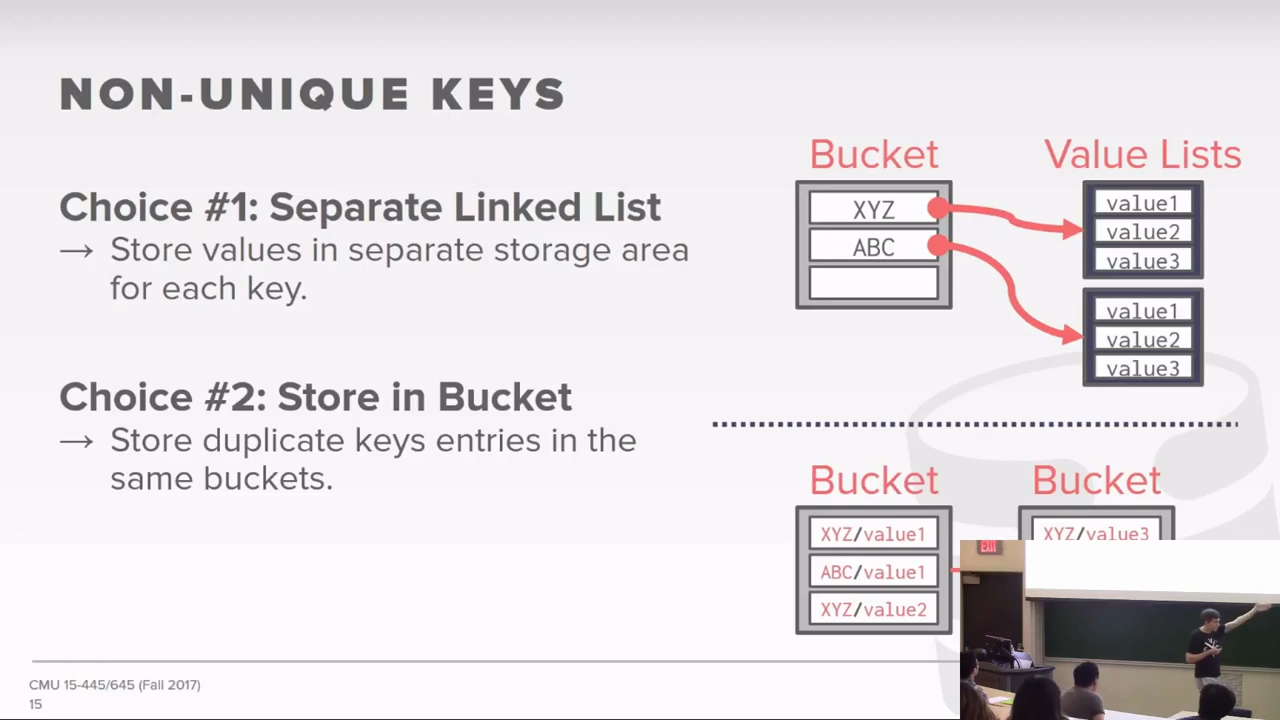 NON-UNIQUE KEYS
Choice #1: Separate Linked List
→ Store values in separate storage area
for each key.
Choice #2: Store in Bucket
→ Store duplicate keys entries in the
same buckets.
Bucket
Value Lists
XYZ
ABC
value1
value2
value3
value1
value2
value3
Bucket
Bucket
XYZ/value1
ABC/value1
XYZ/value2
XYZ/value3
EXIT
CMU 15-445/645 (Fall 2017)
15